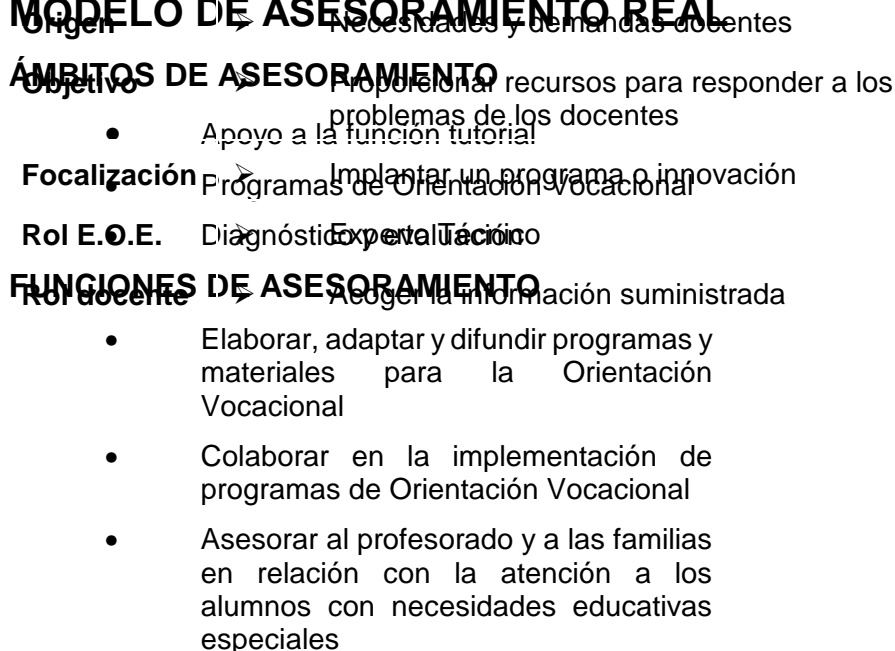 MODELO DE ASESORAMIENTO REAL
Origen ➢ Necesidades y demandas docentes
ÁMBITOS DE ASESORAMIENTO
Objetivo ➢ Proporcionar recursos para responder a los
problemas de los docentes
• Apoyo a la función tutorial
Focalización ➢ Implantar un programa o innovación
• Programas de Orientación Vocacional
Rol E.O.E. ➢ Experto Técnico
• Diagnóstico y evaluación
FUNCIONES DE ASESORAMIENTO
Rol docente ➢ Acoger la información suministrada
• Elaborar, adaptar y difundir programas y
materiales para la Orientación
Vocacional
• Colaborar en la implementación de
programas de Orientación Vocacional
• Asesorar al profesorado y a las familias
en relación con la atención a los
alumnos con necesidades educativas
especiales